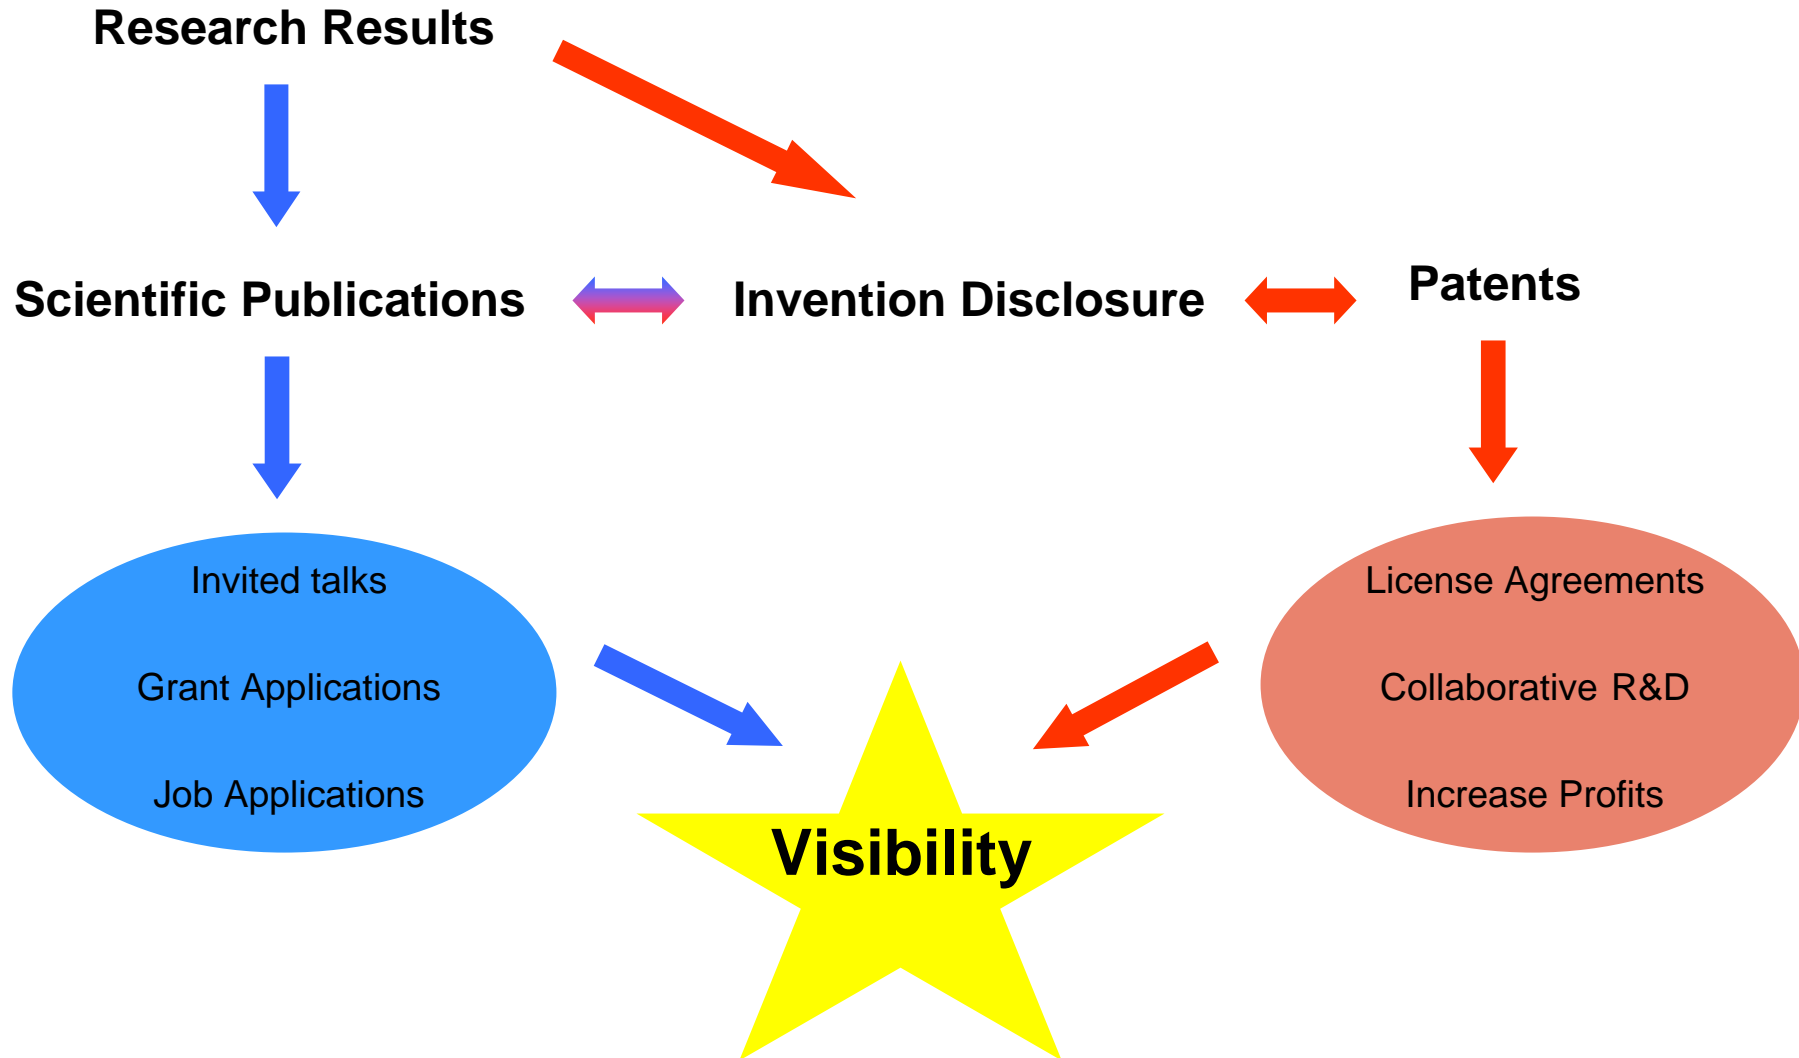 Research Results
Scientific Publications
Invention Disclosure
Patents
Invited talks
Grant Applications
Job Applications
License Agreements
Collaborative R&D
Increase Profits
Visibility